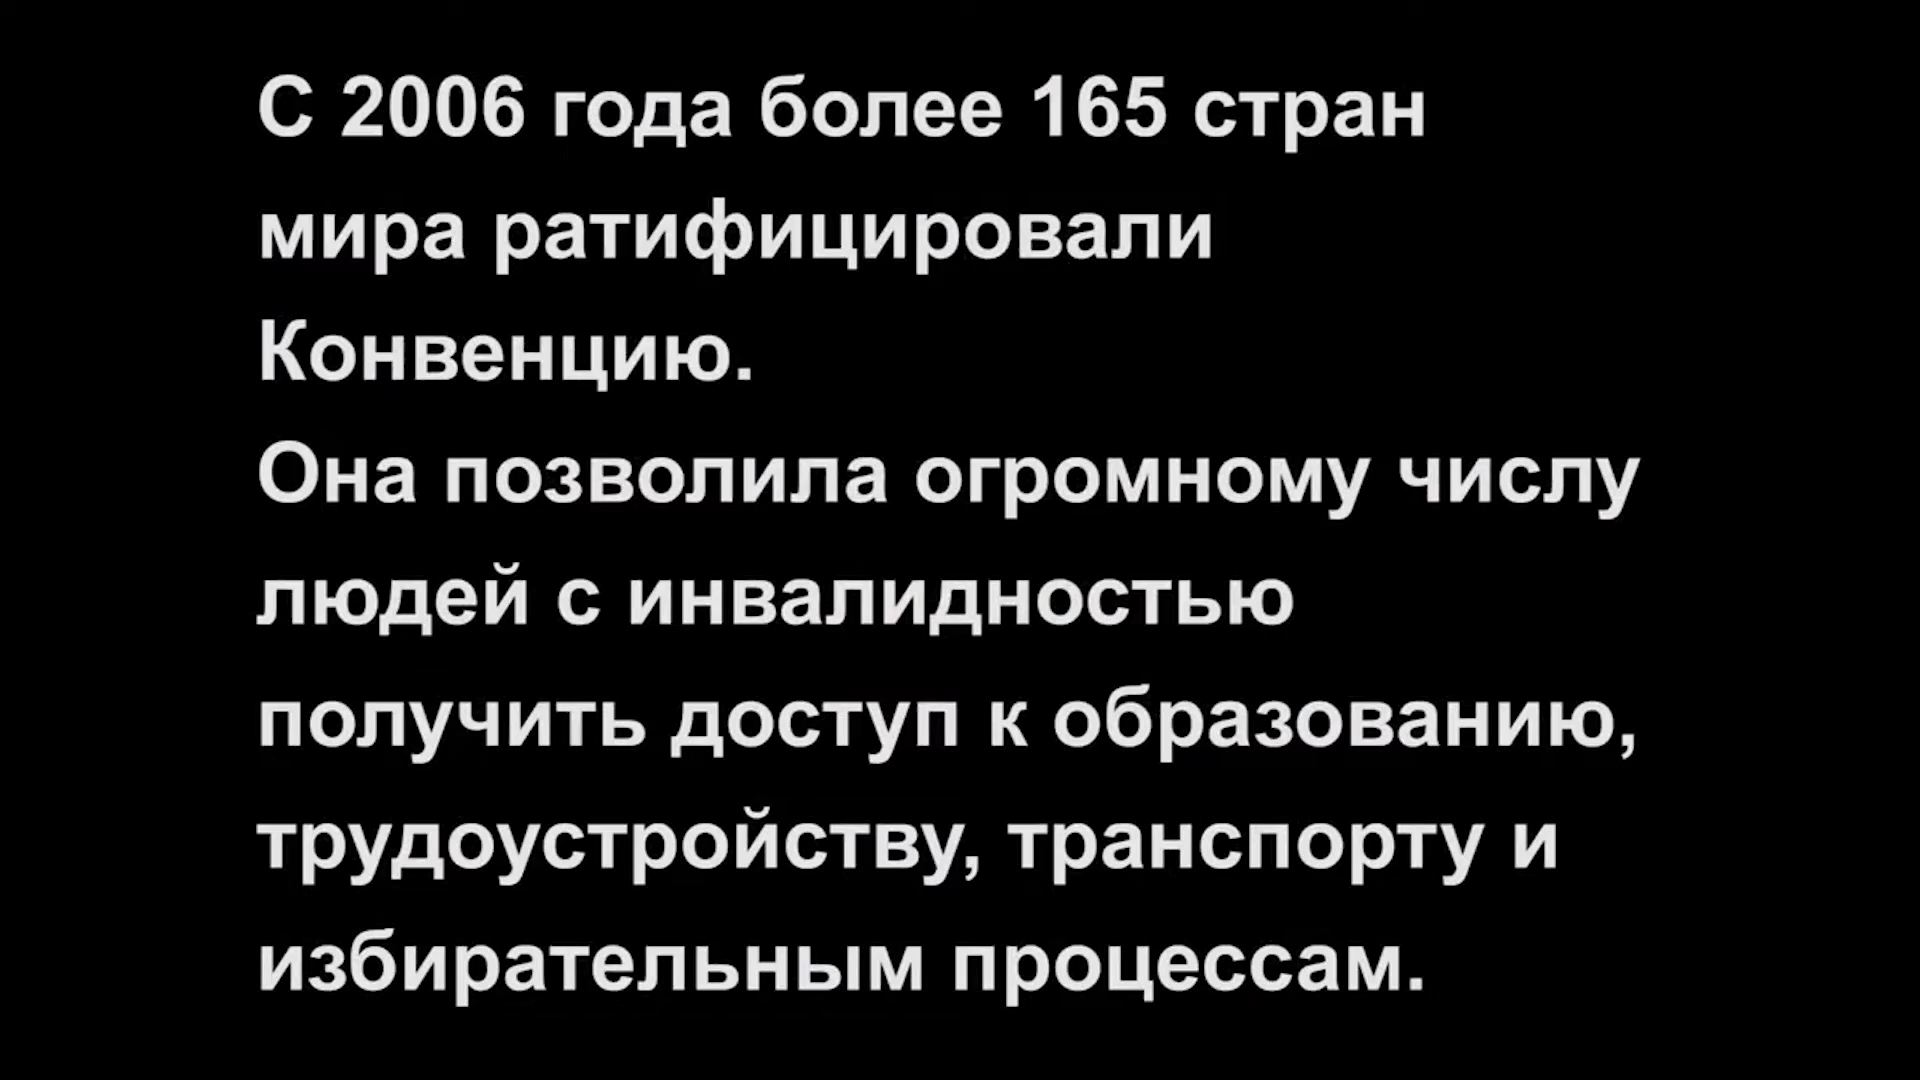 С 2006 года более 165 стран
мира ратифицировали
Конвенцию.
Она позволила огромному числу
людей с инвалидностью
получить доступ к образованию,
трудоустройству, транспорту и
избирательным процессам.